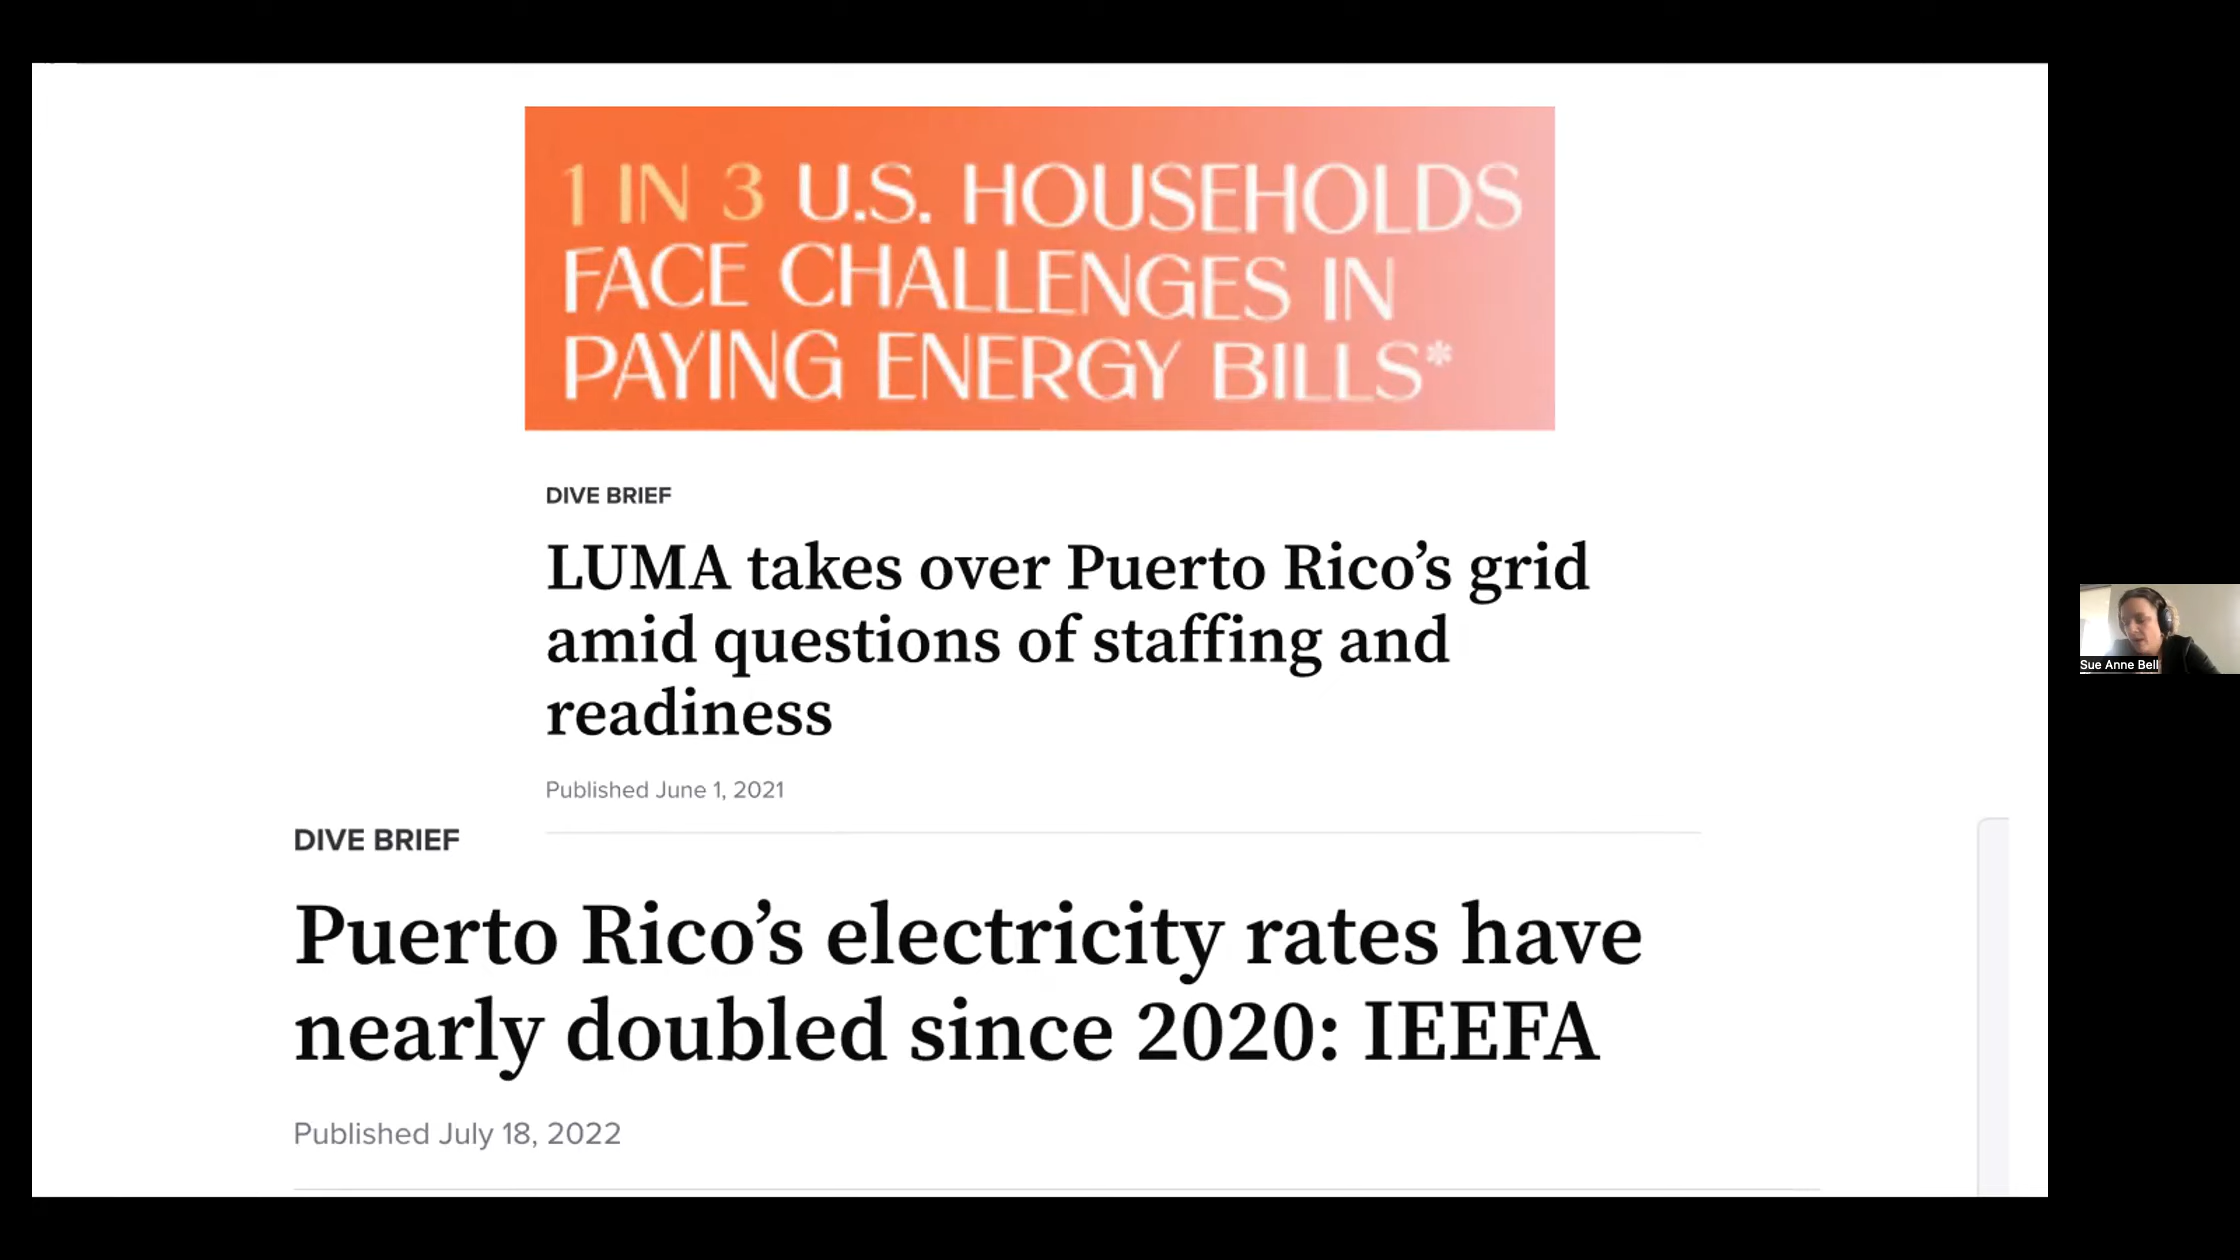 1 IN 3 U.S. HOUSEHOLDS
FACE CHALLENGES IN
PAYING ENERGY BILLS*
DIVE BRIEF
LUMA takes over Puerto Rico’s grid
amid questions of staffing and
readiness
Published June 1, 2021
DIVE BRIEF
Puerto Rico’s electricity rates have
nearly doubled since 2020: IEEFA
Published July 18, 2022
Sue Anne Bell